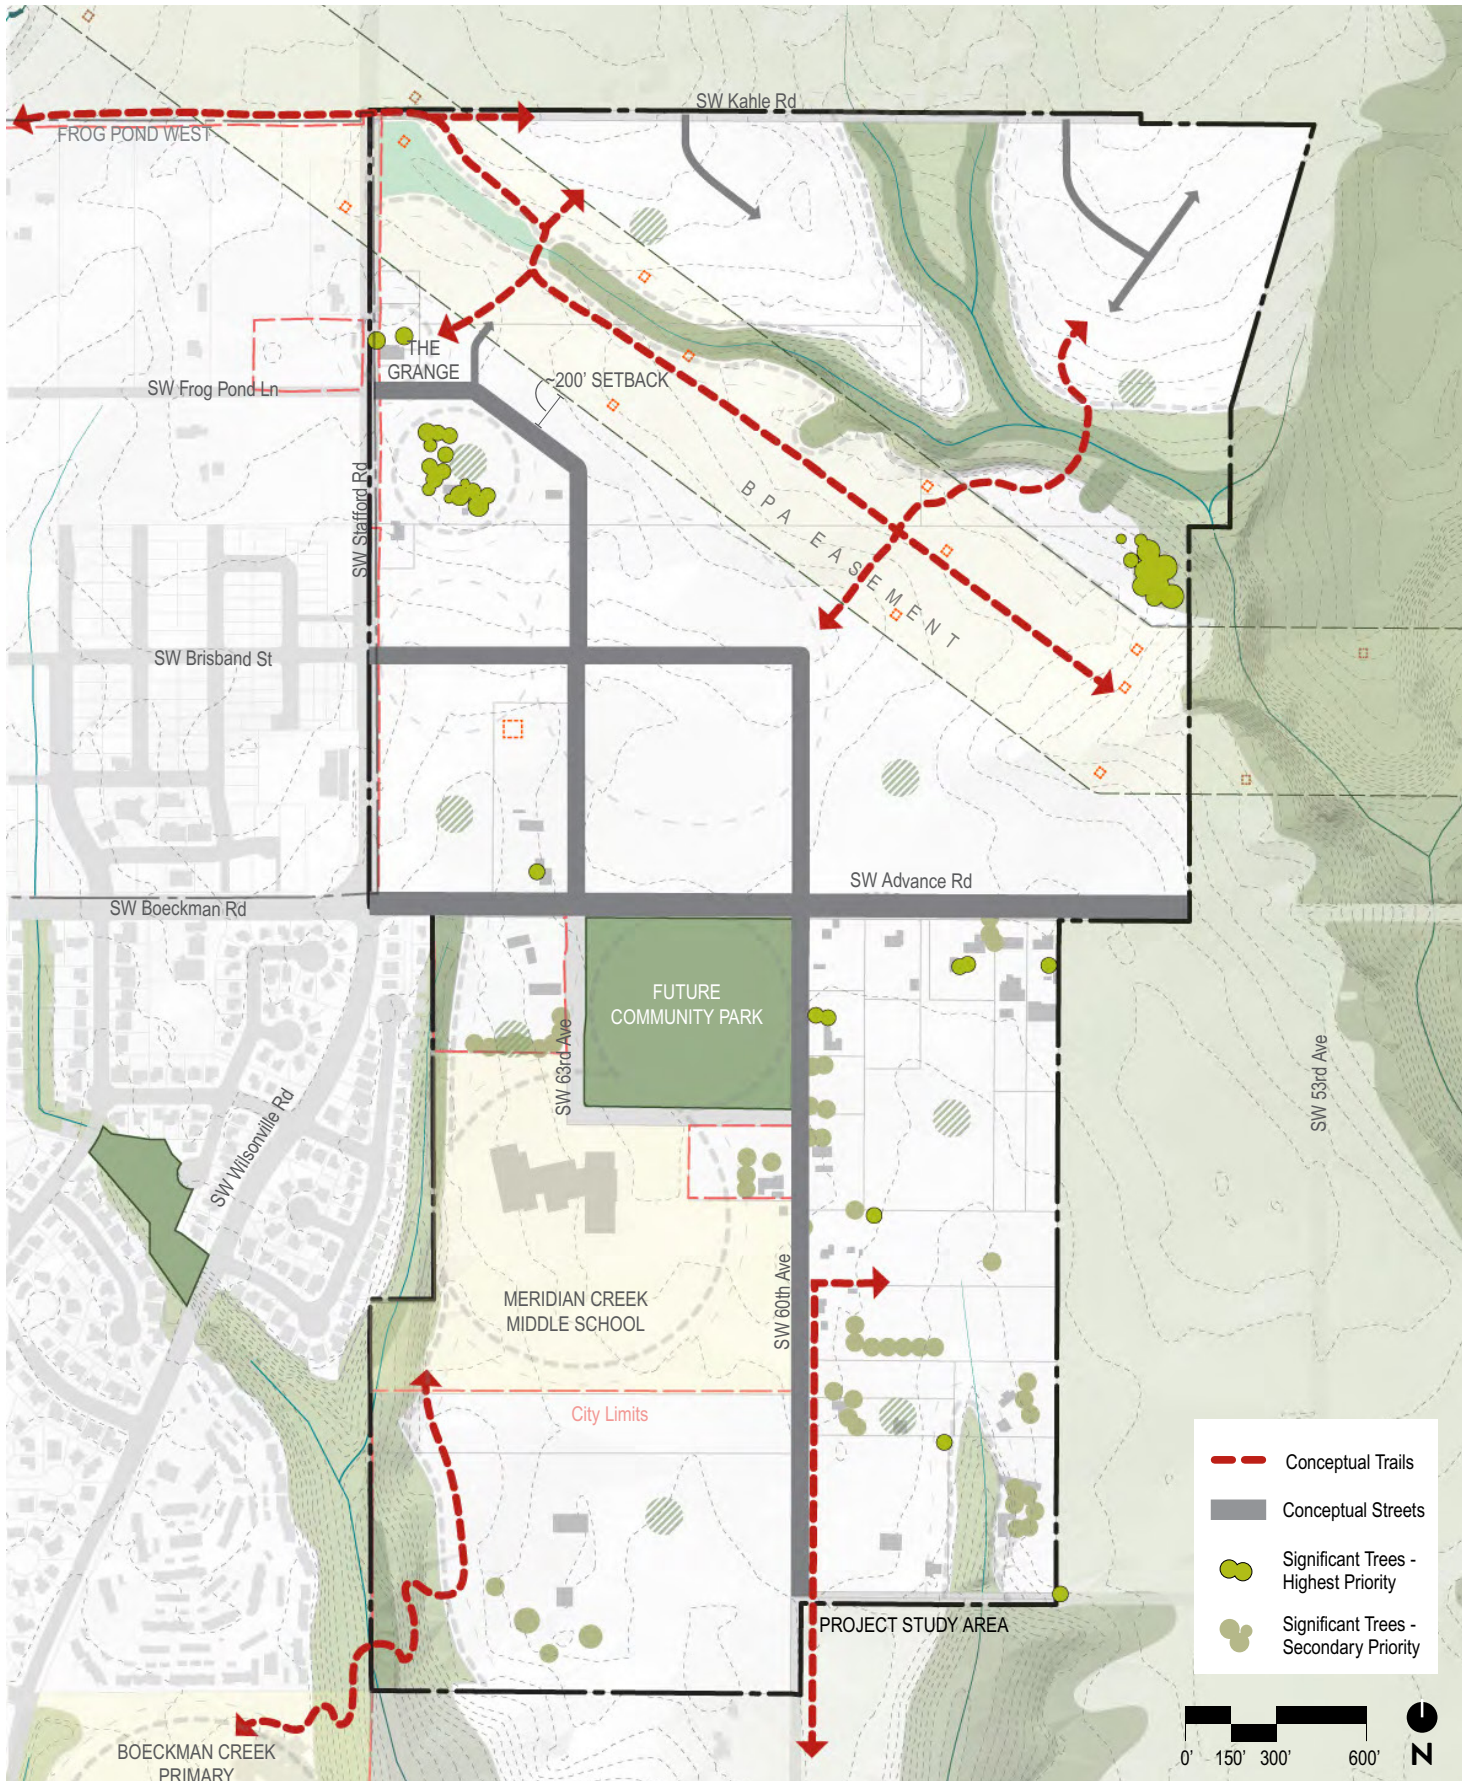 SW Kahle Rd
FROG POND WEST
THE
GRANGE
SW Frog Pond Ln
~200' SETBACK
SW Stafford Rd
BPA EASEMENT
SW Brisband St
SW Advance Rd
SW Boeckman Rd
FUTURE
COMMUNITY PARK
SW 63rd Ave
SW 53rd Ave
SW Wilsonville Rd
MERIDIAN CREEK
MIDDLE SCHOOL
SW 60th Ave
City Limits
Conceptual Trails
Conceptual Streets
Significant Trees -
Highest Priority
Significant Trees -
Secondary Priority
PROJECT STUDY AREA
BOECKMAN CREEK
PRIMARY
0' 150' 300' 600'
N